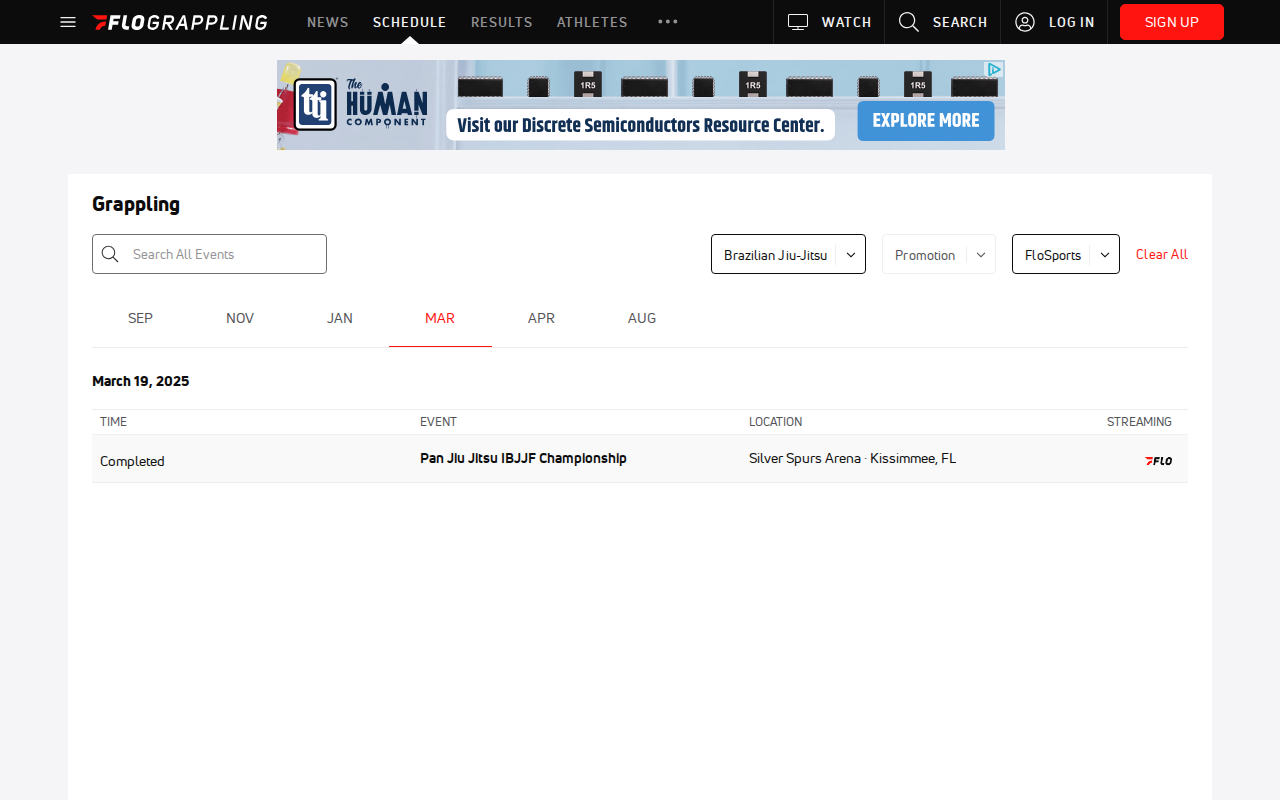 FLOGRAPPLING NEWS SCHEDULE RESULTS ATHLETES ••• WATCH SEARCH LOG IN SIGN UP
tti The HUMAN COMPONENT 1R5 1R5 1R5
Visit our Discrete Semiconductors Resource Center. EXPLORE MORE
Grappling
Search All Events Brazilian Jiu-Jitsu Promotion FloSports Clear All
SEP NOV JAN MAR APR AUG
March 19, 2025
TIME EVENT LOCATION STREAMING
Completed Pan Jiu Jitsu IBJJF Championship Silver Spurs Arena · Kissimmee, FL FLO